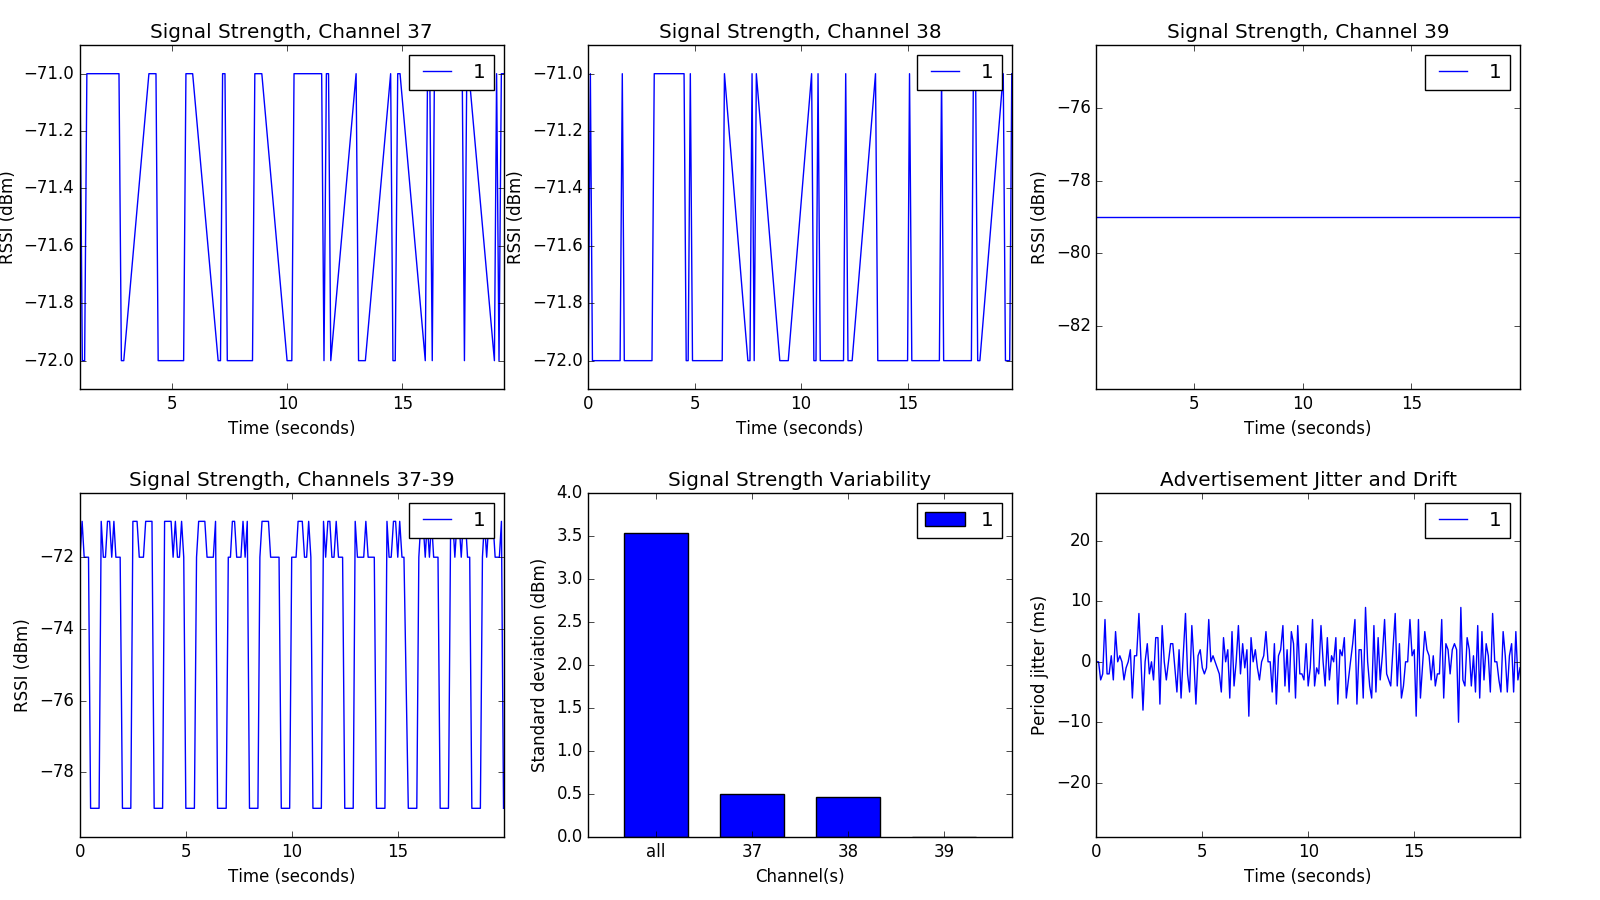 Signal Strength, Channel 37
1
−71.0
−71.2
−71.4
−71.6
−71.8
−72.0
RSSI (dBm)
5 10 15
Time (seconds)
Signal Strength, Channel 38
1
−71.0
−71.2
−71.4
−71.6
−71.8
−72.0
RSSI (dBm)
0 5 10 15
Time (seconds)
Signal Strength, Channel 39
1
−76
−78
−80
−82
RSSI (dBm)
5 10 15
Time (seconds)
Signal Strength, Channels 37-39
1
−72
−74
−76
−78
RSSI (dBm)
0 5 10 15
Time (seconds)
Signal Strength Variability
1
4.0
3.5
3.0
2.5
2.0
1.5
1.0
0.5
0.0
Standard deviation (dBm)
all 37 38 39
Channel(s)
Advertisement Jitter and Drift
1
20
10
0
−10
−20
Period jitter (ms)
0 5 10 15
Time (seconds)